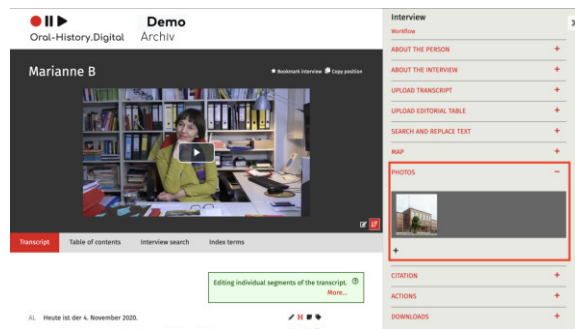 Oral-History.Digital
Demo
Archiv
Marianne B
Bookmark interview Copy position
Transcript
Table of contents
Interview search
Index terms
Editing individual segments of the transcript.
More...
AL Heute ist der 4. November 2020.
H
Interview
Workflow
ABOUT THE PERSON +
ABOUT THE INTERVIEW +
UPLOAD TRANSCRIPT +
UPLOAD EDITORIAL TABLE +
SEARCH AND REPLACE TEXT +
MAP +
PHOTOS −
+
CITATION +
ACTIONS +
DOWNLOADS +